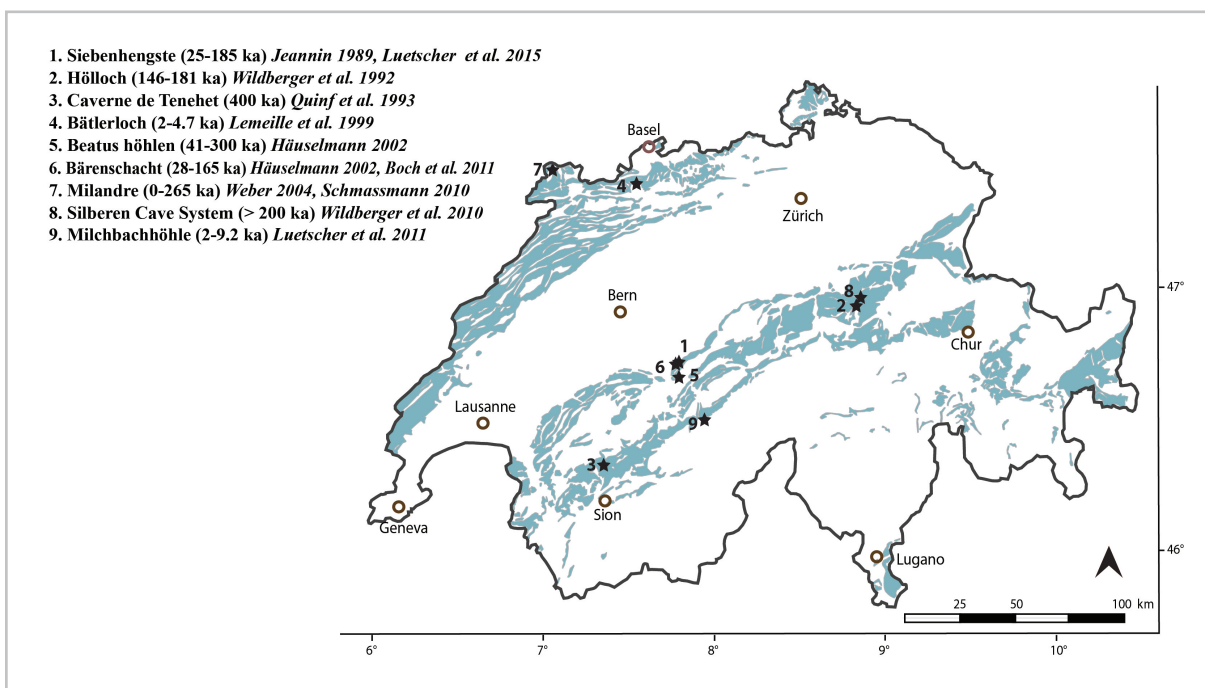 1. Siebenhengste (25-185 ka) Jeannin 1989, Luetscher et al. 2015
2. Hölloch (146-181 ka) Wildberger et al. 1992
3. Caverne de Tenehet (400 ka) Quinf et al. 1993
4. Bätlerloch (2-4.7 ka) Lemeille et al. 1999
5. Beatus höhlen (41-300 ka) Häuselmann 2002
6. Bärenschacht (28-165 ka) Häuselmann 2002, Boch et al. 2011
7. Milandre (0-265 ka) Weber 2004, Schmassmann 2010
8. Silberen Cave System (> 200 ka) Wildberger et al. 2010
9. Milchbachhöhle (2-9.2 ka) Luetscher et al. 2011
Basel
7
4
Zürich
47°
8
2
Bern
Chur
1
6
5
Lausanne
9
3
Sion
Geneva
46°
Lugano
25 50 100 km
6° 7° 8° 9° 10°